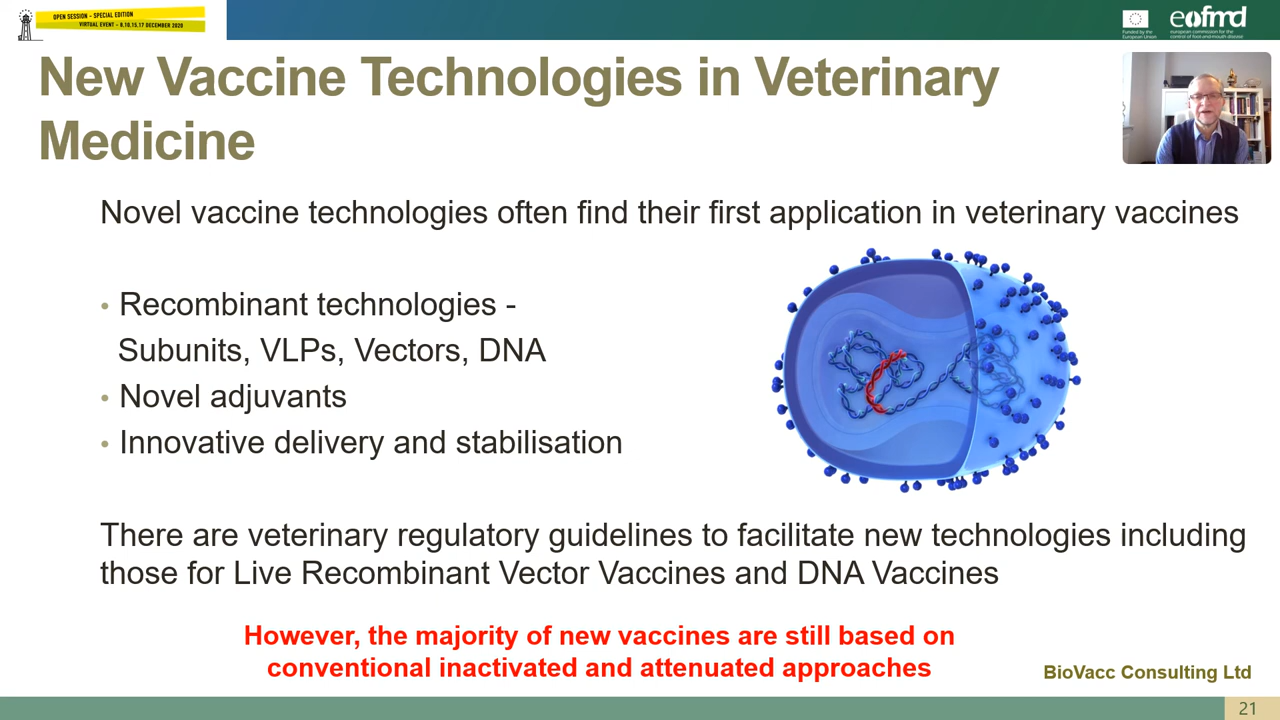 OPEN SESSION - SPECIAL EDITION
VIRTUAL EVENT - 8,10,15,17 DECEMBER 2020
Funded by the
European Union
eofmd
european commission for the
control of foot-and-mouth disease
New Vaccine Technologies in Veterinary
Medicine
Novel vaccine technologies often find their first application in veterinary vaccines
• Recombinant technologies -
Subunits, VLPs, Vectors, DNA
• Novel adjuvants
• Innovative delivery and stabilisation
There are veterinary regulatory guidelines to facilitate new technologies including
those for Live Recombinant Vector Vaccines and DNA Vaccines
However, the majority of new vaccines are still based on
conventional inactivated and attenuated approaches
BioVacc Consulting Ltd
21